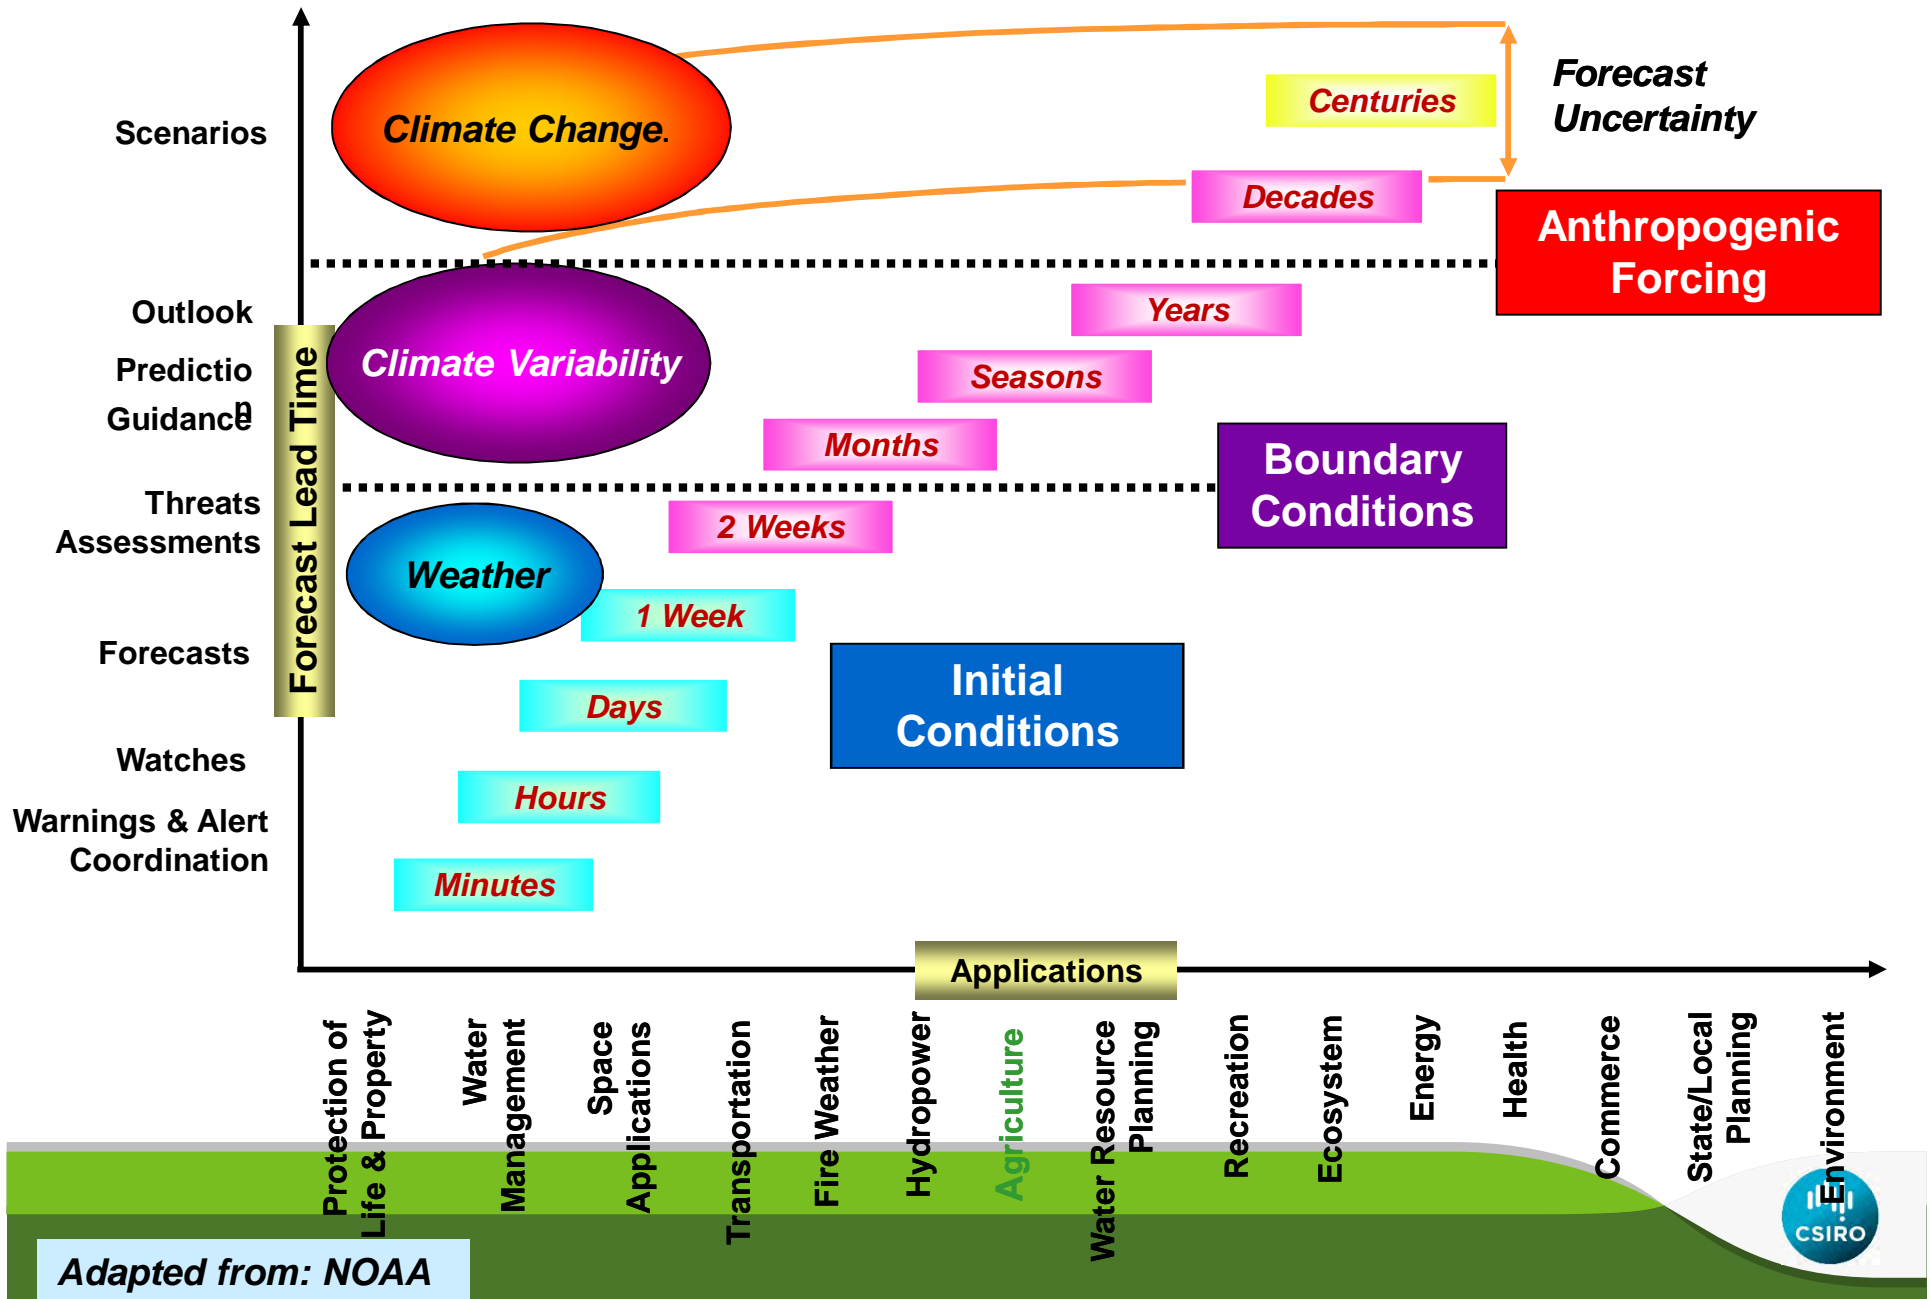 Climate Change.
Centuries
Forecast
Uncertainty
Scenarios
Decades
Anthropogenic
Forcing
Outlook
Years
Predictio
n
Climate Variability
Seasons
Guidance
Months
Boundary
Conditions
Forecast Lead Time
Threats
Assessments
2 Weeks
Weather
1 Week
Forecasts
Initial
Conditions
Days
Watches
Hours
Warnings & Alert
Coordination
Minutes
Applications
Protection of
Life & Property
Water
Management
Space
Applications
Transportation
Fire Weather
Hydropower
Agriculture
Water Resource
Planning
Recreation
Ecosystem
Energy
Health
Commerce
State/Local
Planning
Environment
CSIRO
Adapted from: NOAA